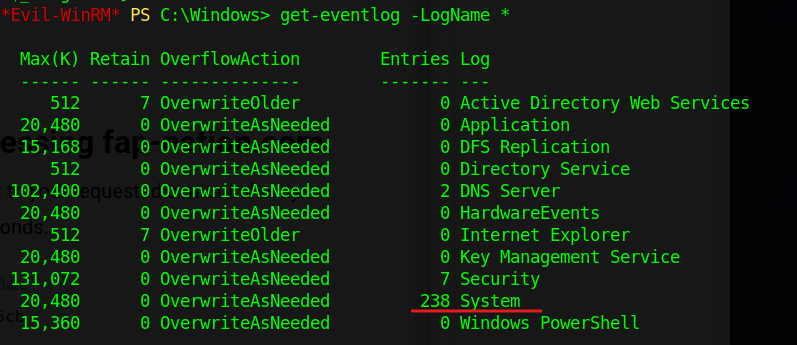 *Evil-WinRM* PS C:\Windows> get-eventlog -LogName *
Max(K) Retain OverflowAction Entries Log
------ ------ -------------- ------- ---
512 7 OverwriteOlder 0 Active Directory Web Services
20,480 0 OverwriteAsNeeded 0 Application
15,168 0 OverwriteAsNeeded 0 DFS Replication
512 0 OverwriteAsNeeded 0 Directory Service
102,400 0 OverwriteAsNeeded 2 DNS Server
20,480 0 OverwriteAsNeeded 0 HardwareEvents
512 7 OverwriteOlder 0 Internet Explorer
20,480 0 OverwriteAsNeeded 0 Key Management Service
131,072 0 OverwriteAsNeeded 7 Security
20,480 0 OverwriteAsNeeded 238 System
15,360 0 OverwriteAsNeeded 0 Windows PowerShell